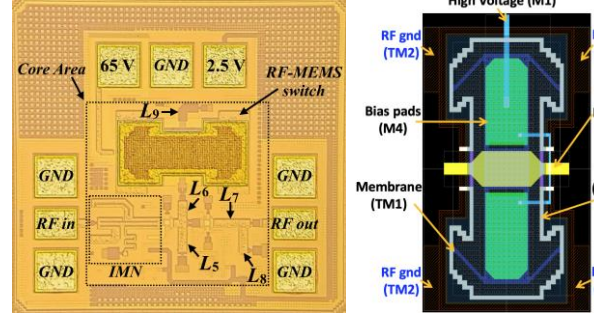 65 V
GND
2.5 V
Core Area
RF-MEMS
switch
L9
L6
L7
GND
GND
RF in
RF out
GND
GND
IMN
L5
L8
High Voltage (M1)
RF gnd
(TM2)
Bias pads
(M4)
Membrane
(TM1)
RF gnd
(TM2)